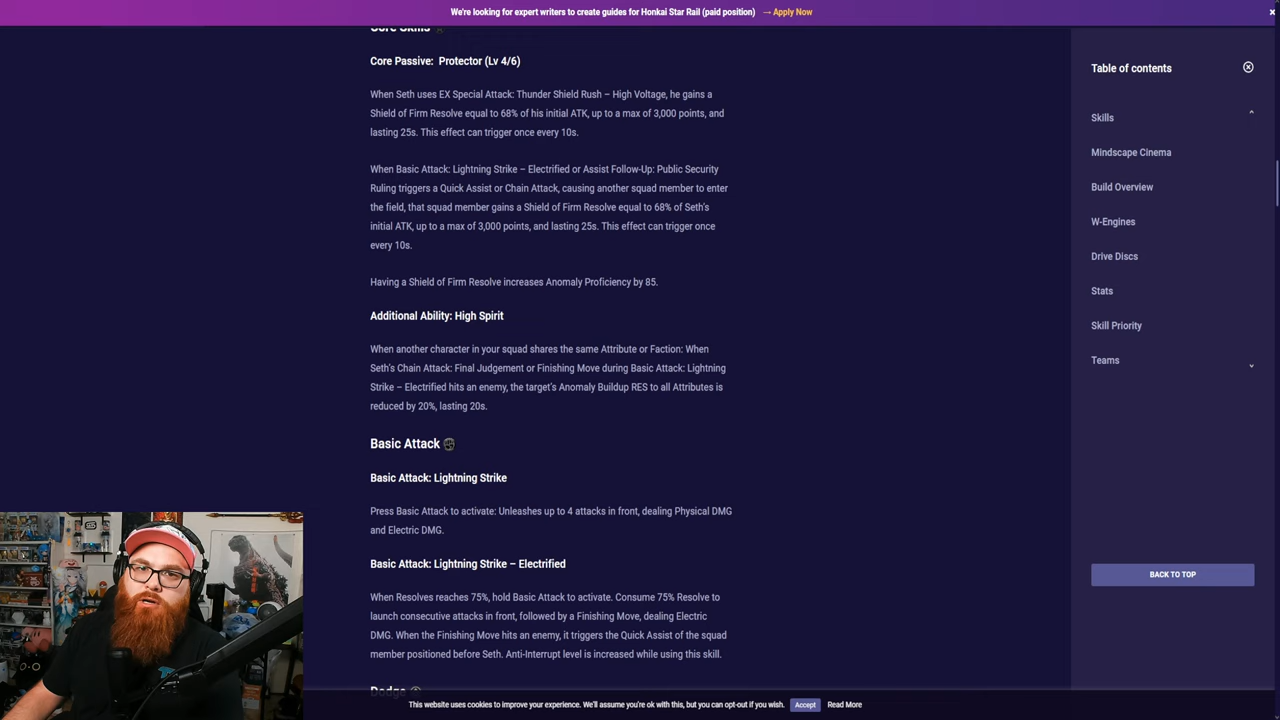 We're looking for expert writers to create guides for Honkai Star Rail (paid position) → Apply Now
Core Skills
Core Passive: Protector (Lv 4/6)
When Seth uses EX Special Attack: Thunder Shield Rush – High Voltage, he gains a
Shield of Firm Resolve equal to 68% of his initial ATK, up to a max of 3,000 points, and
lasting 25s. This effect can trigger once every 10s.
When Basic Attack: Lightning Strike – Electrified or Assist Follow-Up: Public Security
Ruling triggers a Quick Assist or Chain Attack, causing another squad member to enter
the field, that squad member gains a Shield of Firm Resolve equal to 68% of Seth's
initial ATK, up to a max of 3,000 points, and lasting 25s. This effect can trigger once
every 10s.
Having a Shield of Firm Resolve increases Anomaly Proficiency by 85.
Additional Ability: High Spirit
When another character in your squad shares the same Attribute or Faction: When
Seth's Chain Attack: Final Judgement or Finishing Move during Basic Attack: Lightning
Strike – Electrified hits an enemy, the target's Anomaly Buildup RES to all Attributes is
reduced by 20%, lasting 20s.
Basic Attack
Basic Attack: Lightning Strike
Press Basic Attack to activate: Unleashes up to 4 attacks in front, dealing Physical DMG
and Electric DMG.
Basic Attack: Lightning Strike – Electrified
When Resolves reaches 75%, hold Basic Attack to activate. Consume 75% Resolve to
launch consecutive attacks in front, followed by a Finishing Move, dealing Electric
DMG. When the Finishing Move hits an enemy, it triggers the Quick Assist of the squad
member positioned before Seth. Anti-Interrupt level is increased while using this skill.
Dodge
Table of contents
Skills
Mindscape Cinema
Build Overview
W-Engines
Drive Discs
Stats
Skill Priority
Teams
BACK TO TOP
This website uses cookies to improve your experience. We'll assume you're ok with this, but you can opt-out if you wish. Accept Read More